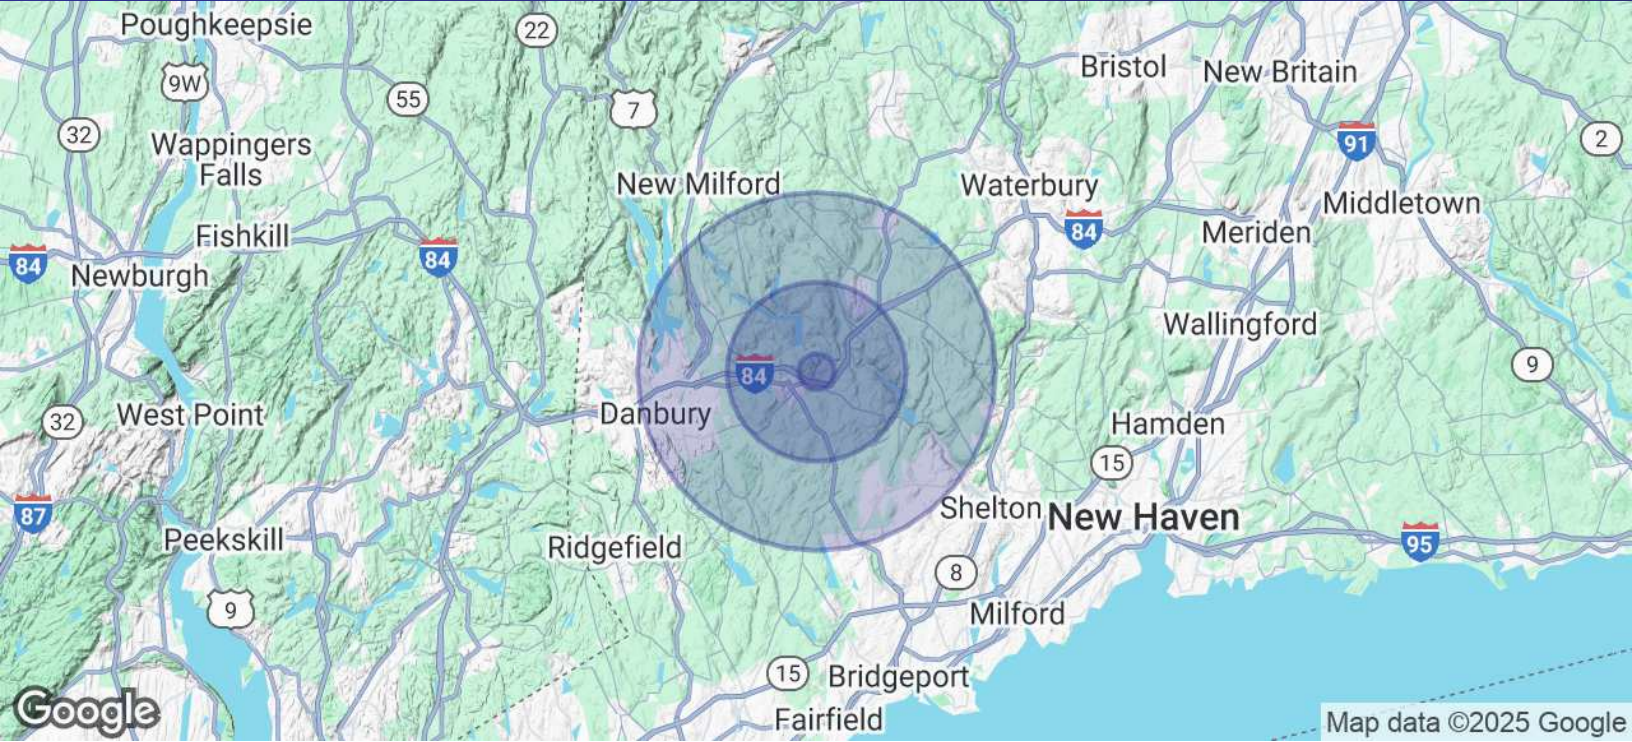 Poughkeepsie
22
9W
55
7
Bristol
New Britain
32
Wappingers
Falls
91
2
New Milford
Waterbury
Middletown
Fishkill
84
84
84
Meriden
Newburgh
Wallingford
84
9
32
West Point
Danbury
Hamden
15
87
Shelton
New Haven
Peekskill
Ridgefield
95
9
8
Milford
15
Bridgeport
Google
Fairfield
Map data ©2025 Google